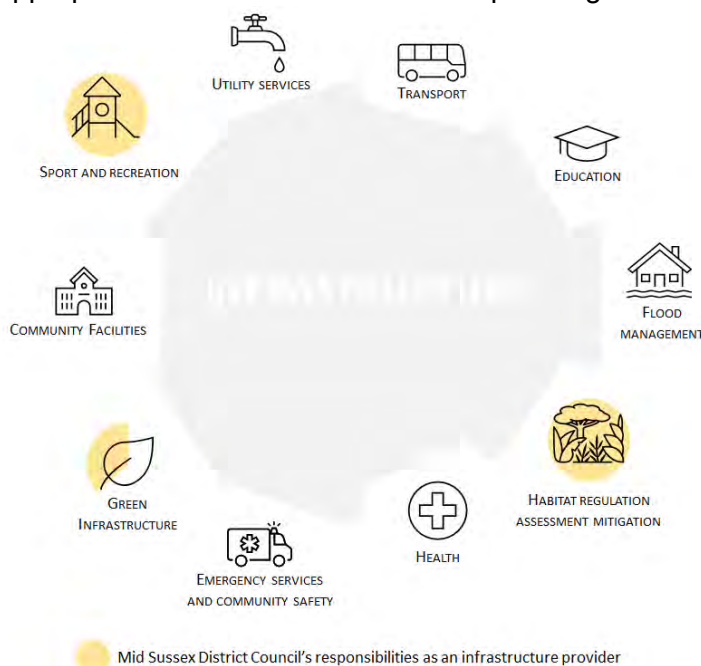 UTILITY SERVICES
TRANSPORT
SPORT AND RECREATION
EDUCATION
COMMUNITY FACILITIES
FLOOD
MANAGEMENT
GREEN
INFRASTRUCTURE
HABITAT REGULATION
ASSESSMENT MITIGATION
HEALTH
EMERGENCY SERVICES
AND COMMUNITY SAFETY
Mid Sussex District Council's responsibilities as an infrastructure provider